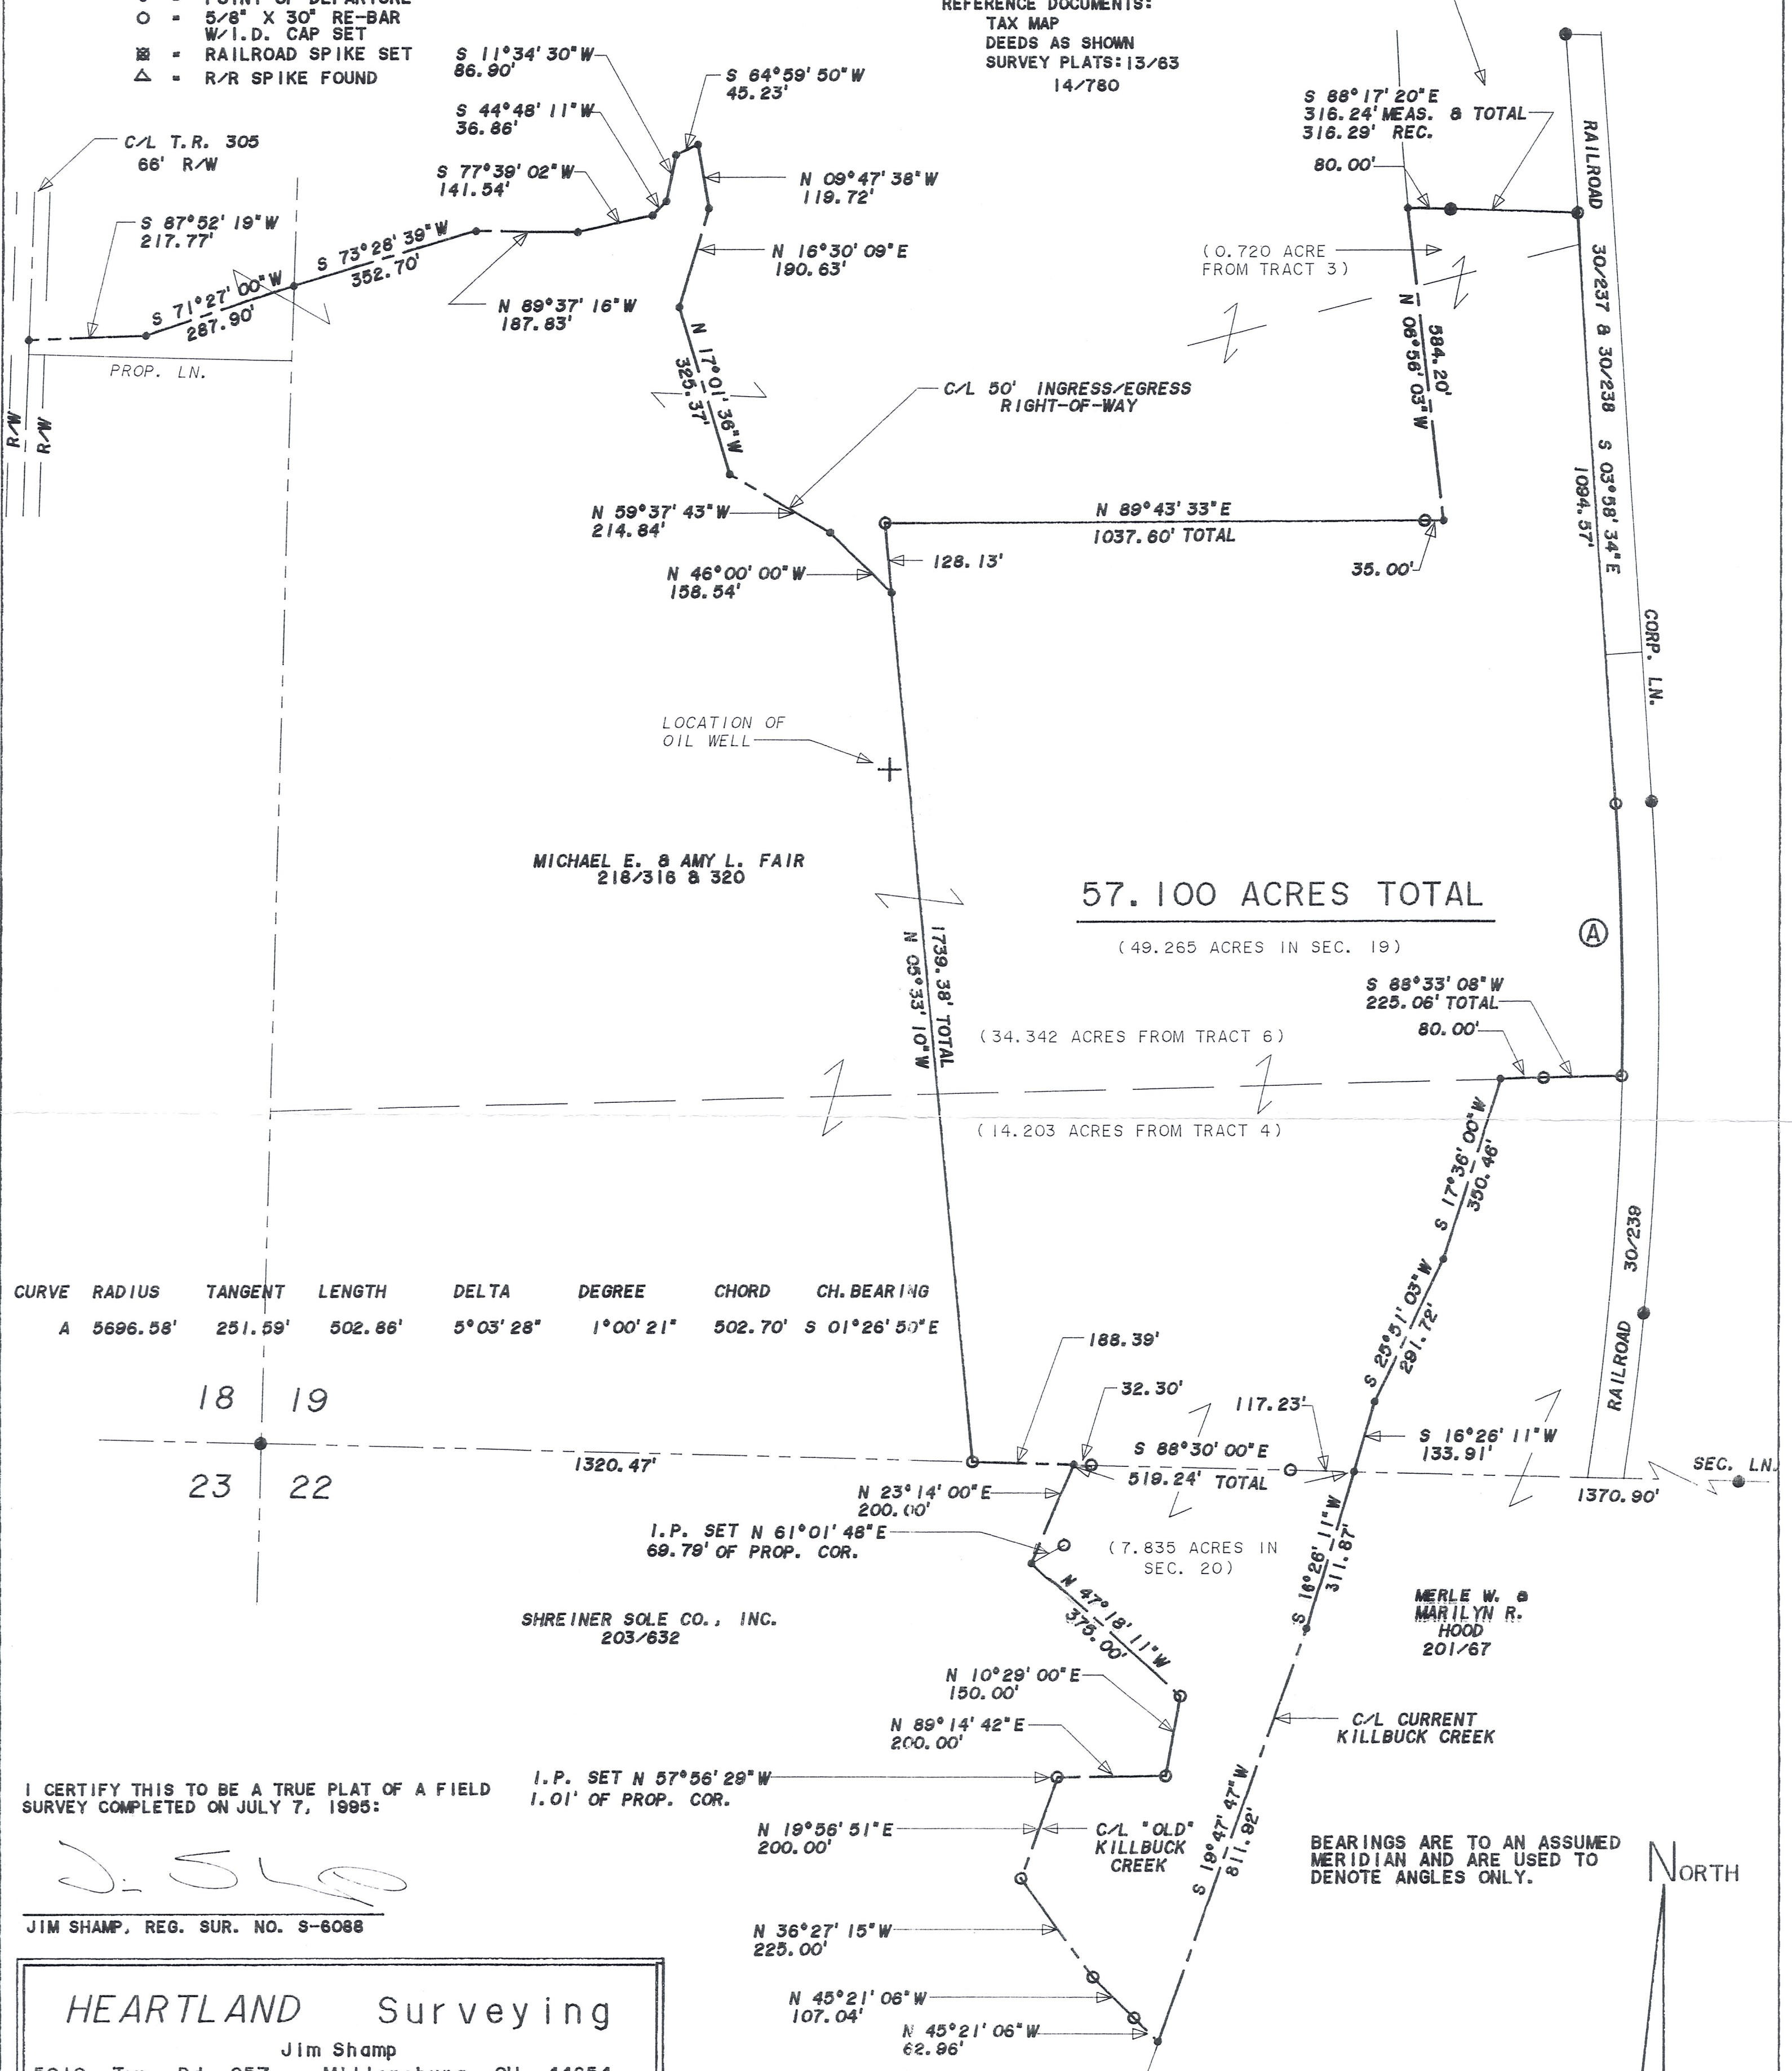 5/8" X 30" RE-BAR
W/I.D. CAP SET
RAILROAD SPIKE SET
R/R SPIKE FOUND
REFERENCE DOCUMENTS:
TAX MAP
DEEDS AS SHOWN
SURVEY PLATS: 13/63
14/780
C/L T.R. 305
66' R/W
S 87°52'19"W
217.77'
S 11°34'30"W
86.90'
S 64°59'50"W
45.23'
S 44°48'11"W
36.86'
S 77°39'02"W
141.54'
N 09°47'38"W
119.72'
N 16°30'09"E
190.63'
S 73°28'39"W
352.70'
S 71°27'00"W
287.90'
N 89°37'16"W
187.83'
PROP. LN.
R/W
R/W
N 17°01'36"W
325.37'
C/L 50' INGRESS/EGRESS
RIGHT-OF-WAY
N 59°37'43"W
214.84'
N 46°00'00"W
158.54'
128.13'
N 89°43'33"E
1037.60' TOTAL
35.00'
S 88°17'20"E
316.24' MEAS. & TOTAL
316.29' REC.
80.00'
(0.720 ACRE
FROM TRACT 3)
584.20'
N 06°56'03"W
RAILROAD 30/237 & 30/238 S 03°58'34"E
1094.57'
CORP. LN.
LOCATION OF
OIL WELL
MICHAEL E. & AMY L. FAIR
218/316 & 320
57.100 ACRES TOTAL
(49.265 ACRES IN SEC. 19)
A
S 88°33'08"W
225.06' TOTAL
80.00'
1739.38' TOTAL
N 05°33'10"W
(34.342 ACRES FROM TRACT 6)
(14.203 ACRES FROM TRACT 4)
S 17°36'00"W
350.46'
30/239
RAILROAD
S 25°51'03"W
291.72'
CURVE RADIUS TANGENT LENGTH DELTA DEGREE CHORD CH. BEARING
A 5696.58' 251.59' 502.86' 5°03'28" 1°00'21" 502.70' S 01°26'50"E
18 19
23 22
1320.47'
188.39'
32.30'
117.23'
S 88°30'00"E
519.24' TOTAL
S 16°26'11"W
133.91'
SEC. LN.
1370.90'
N 23°14'00"E
200.00'
I.P. SET N 61°01'48"E
69.79' OF PROP. COR.
(7.835 ACRES IN
SEC. 20)
S 16°26'11"W
311.87'
N 47°18'11"W
375.00'
SHREINER SOLE CO., INC.
203/632
MERLE W. &
MARILYN R.
HOOD
201/67
N 10°29'00"E
150.00'
N 89°14'42"E
200.00'
C/L CURRENT
KILLBUCK CREEK
I.P. SET N 57°56'29"W
1.01' OF PROP. COR.
N 19°56'51"E
200.00'
C/L "OLD"
KILLBUCK
CREEK
S 19°47'47"W
811.92'
N 36°27'15"W
225.00'
N 45°21'06"W
107.04'
N 45°21'06"W
62.96'
I CERTIFY THIS TO BE A TRUE PLAT OF A FIELD
SURVEY COMPLETED ON JULY 7, 1995:
JIM SHAMP, REG. SUR. NO. S-6088
BEARINGS ARE TO AN ASSUMED
MERIDIAN AND ARE USED TO
DENOTE ANGLES ONLY.
NORTH
HEARTLAND Surveying
Jim Shamp